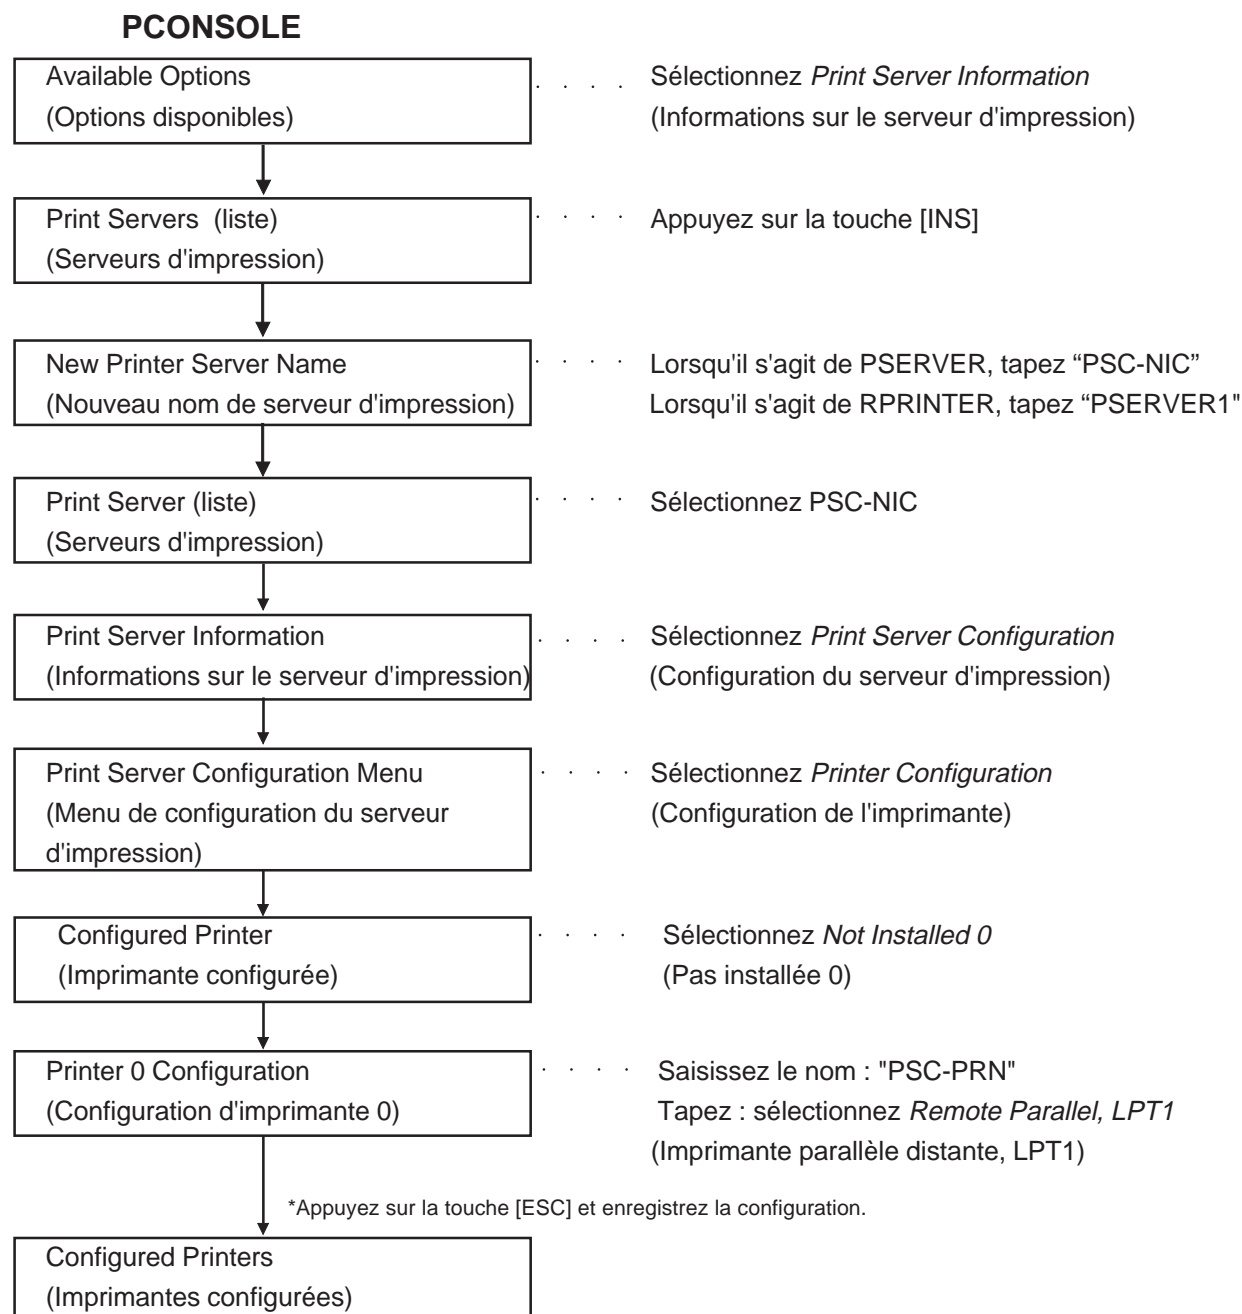 PCONSOLE
Available Options
(Options disponibles)
Sélectionnez Print Server Information
(Informations sur le serveur d'impression)
Print Servers  (liste)
(Serveurs d'impression)
Appuyez sur la touche [INS]
New Printer Server Name
(Nouveau nom de serveur d'impression)
Lorsqu'il s'agit de PSERVER, tapez “PSC-NIC”
Lorsqu'il s'agit de RPRINTER, tapez “PSERVER1"
Print Server (liste)
(Serveurs d'impression)
Sélectionnez PSC-NIC
Print Server Information
(Informations sur le serveur d'impression)
Sélectionnez Print Server Configuration
(Configuration du serveur d'impression)
Print Server Configuration Menu
(Menu de configuration du serveur
d'impression)
Sélectionnez Printer Configuration
(Configuration de l'imprimante)
Configured Printer
(Imprimante configurée)
Sélectionnez Not Installed 0
(Pas installée 0)
Printer 0 Configuration
(Configuration d'imprimante 0)
Saisissez le nom : "PSC-PRN"
Tapez : sélectionnez Remote Parallel, LPT1
(Imprimante parallèle distante, LPT1)
*Appuyez sur la touche [ESC] et enregistrez la configuration.
Configured Printers
(Imprimantes configurées)